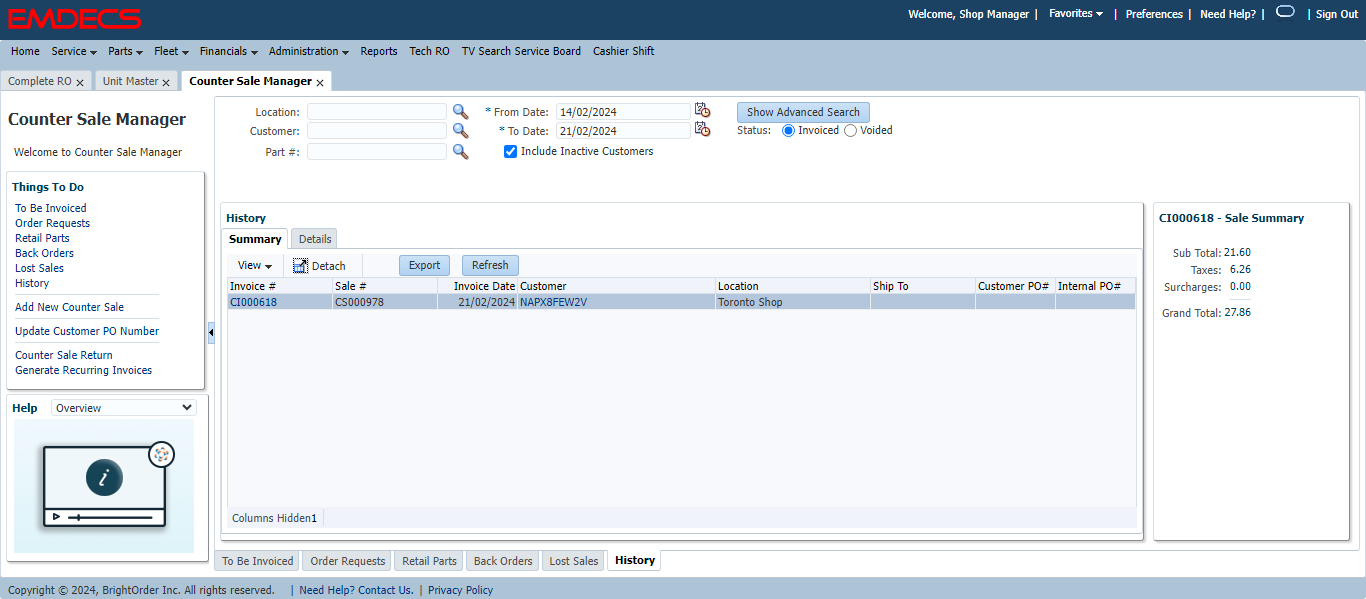 EMDECS
Welcome, Shop Manager | Favorites | Preferences | Need Help? | | Sign Out
Home Service Parts Fleet Financials Administration Reports Tech RO TV Search Service Board Cashier Shift
Complete RO Unit Master Counter Sale Manager
Counter Sale Manager
Welcome to Counter Sale Manager
Things To Do
To Be Invoiced
Order Requests
Retail Parts
Back Orders
Lost Sales
History
Add New Counter Sale
Update Customer PO Number
Counter Sale Return
Generate Recurring Invoices
Help Overview
i
Location: * From Date: 14/02/2024 Show Advanced Search
Customer: * To Date: 21/02/2024 Status: Invoiced Voided
Part #: Include Inactive Customers
History
Summary Details
View Detach Export Refresh
Invoice # Sale # Invoice Date Customer Location Ship To Customer PO# Internal PO#
CI000618 CS000978 21/02/2024 NAPX8FEW2V Toronto Shop
Columns Hidden1
CI000618 - Sale Summary
Sub Total: 21.60
Taxes: 6.26
Surcharges: 0.00
Grand Total: 27.86
To Be Invoiced Order Requests Retail Parts Back Orders Lost Sales History
Copyright © 2024, BrightOrder Inc. All rights reserved. | Need Help? Contact Us. | Privacy Policy